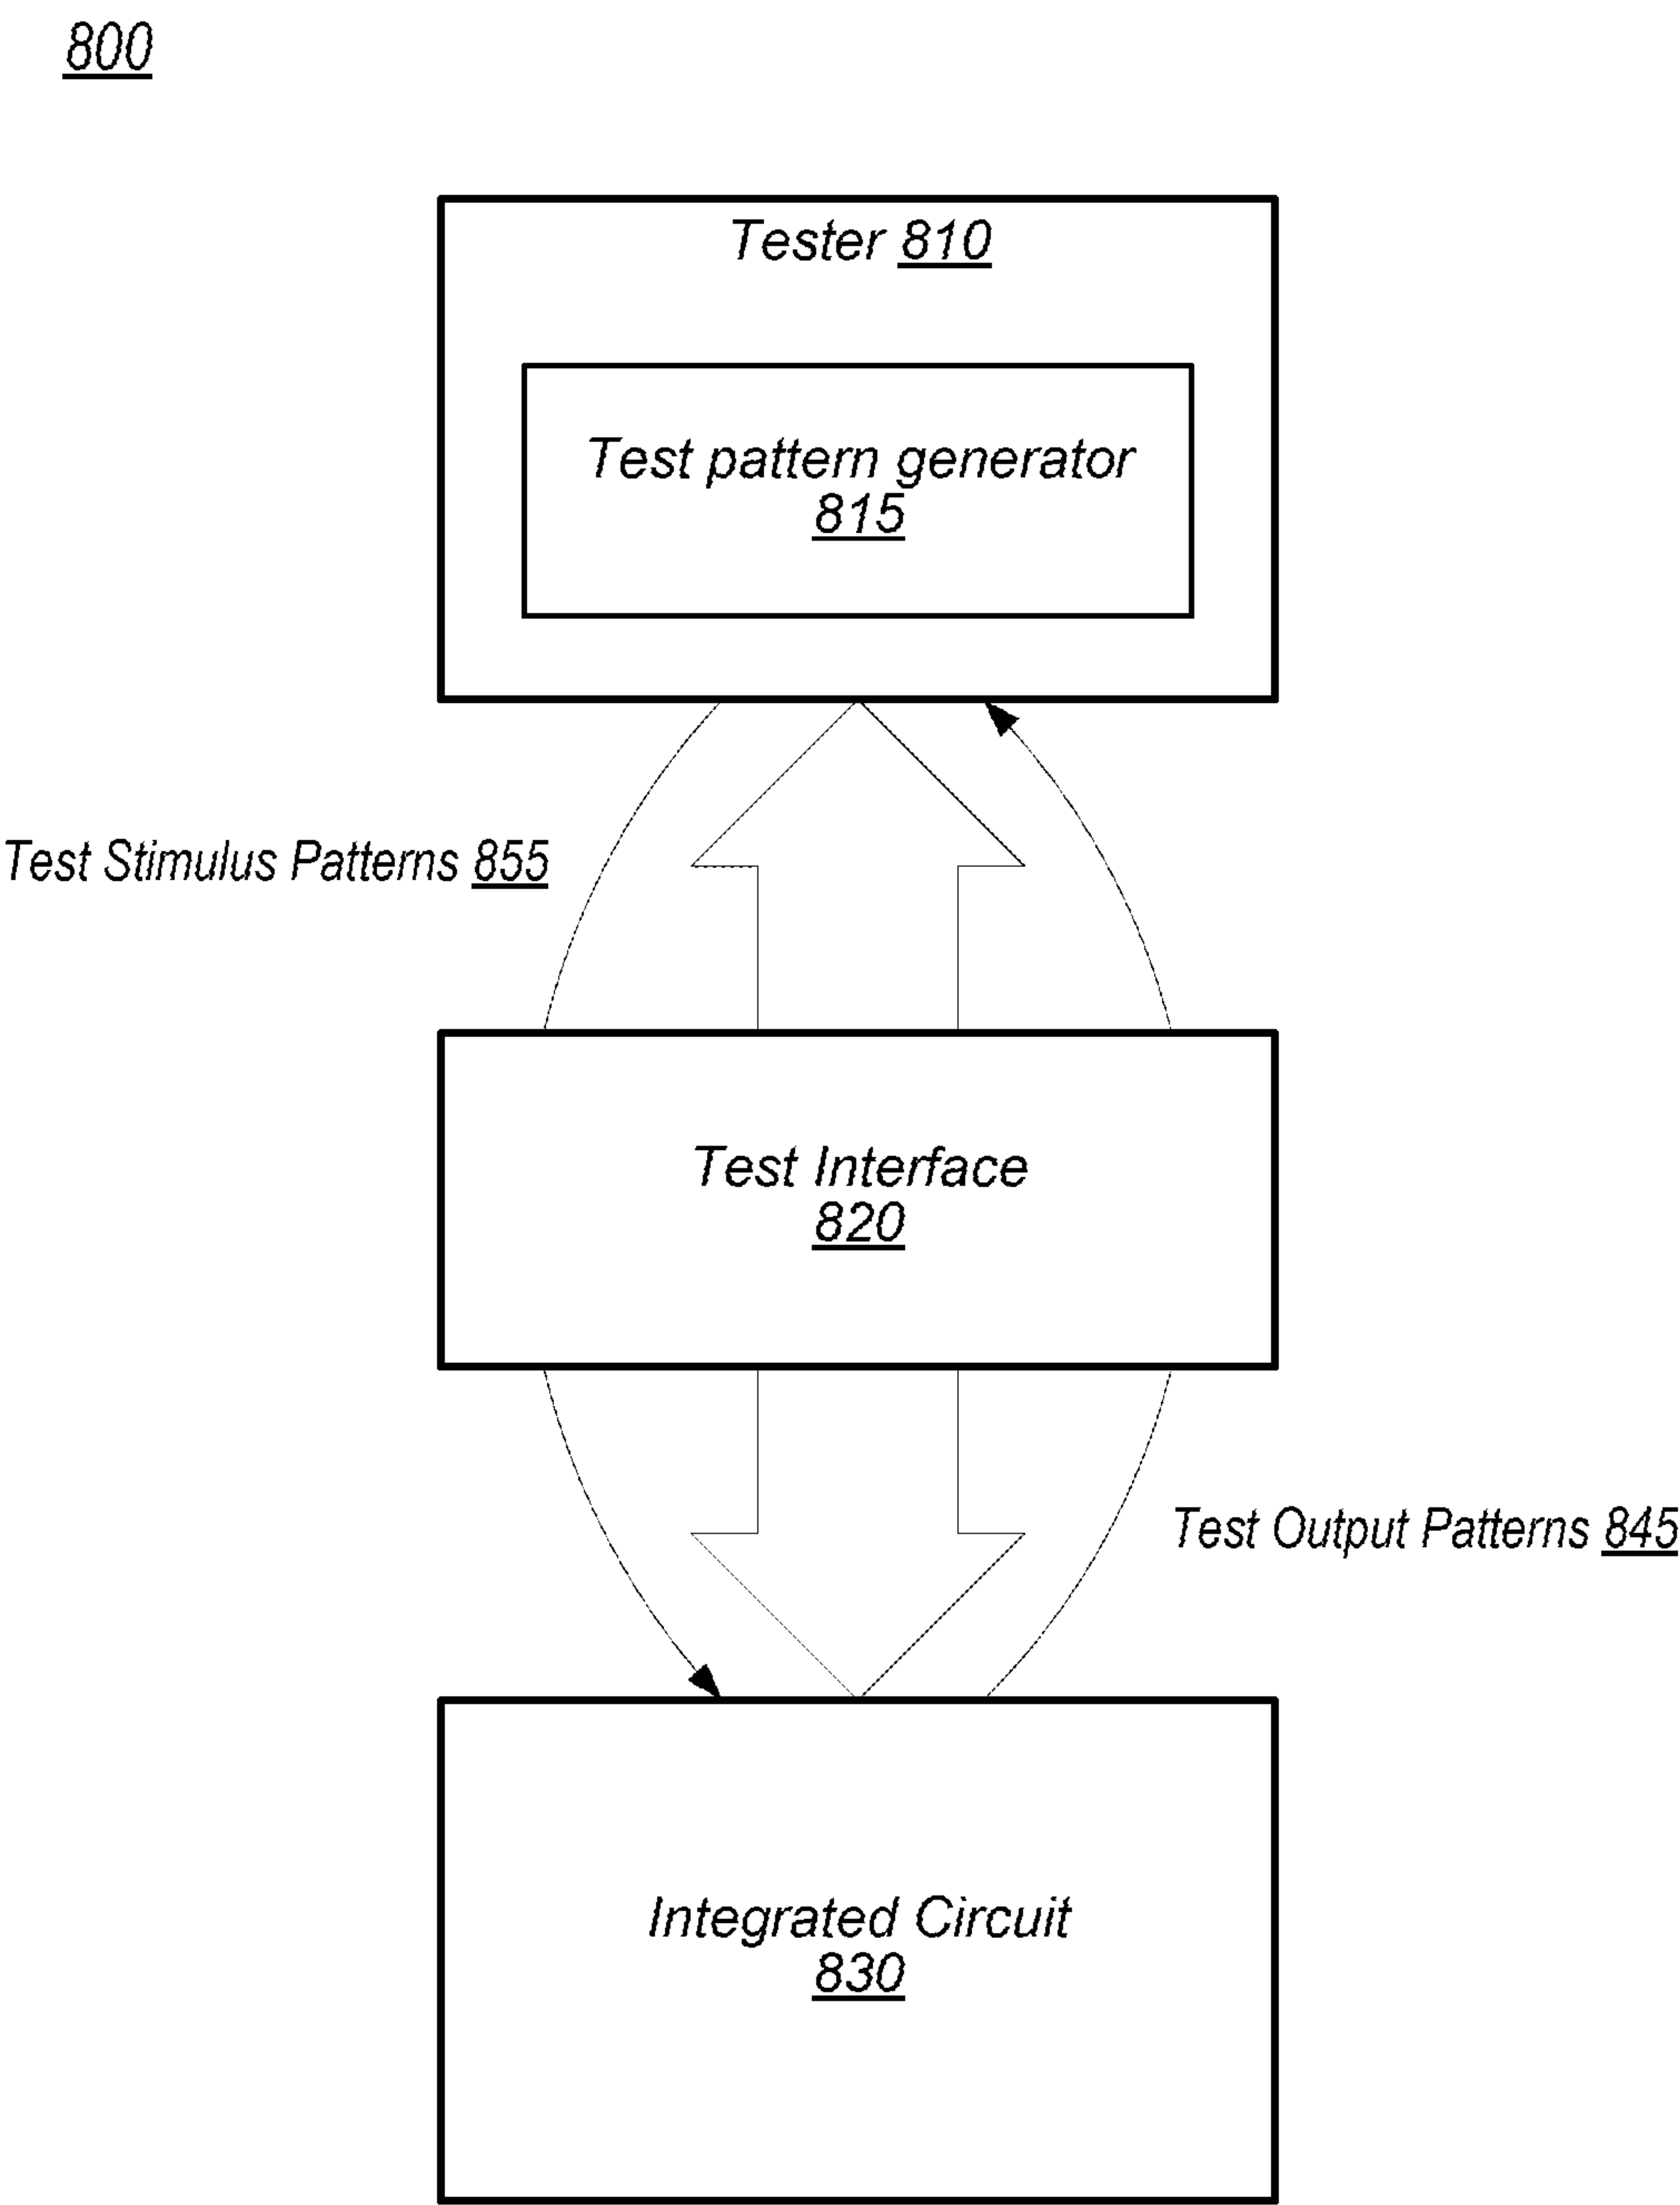 800
Tester 810
Test pattern generator
815
Test Stimulus Patterns 855
Test Interface
820
Test Output Patterns 845
Integrated Circuit
830